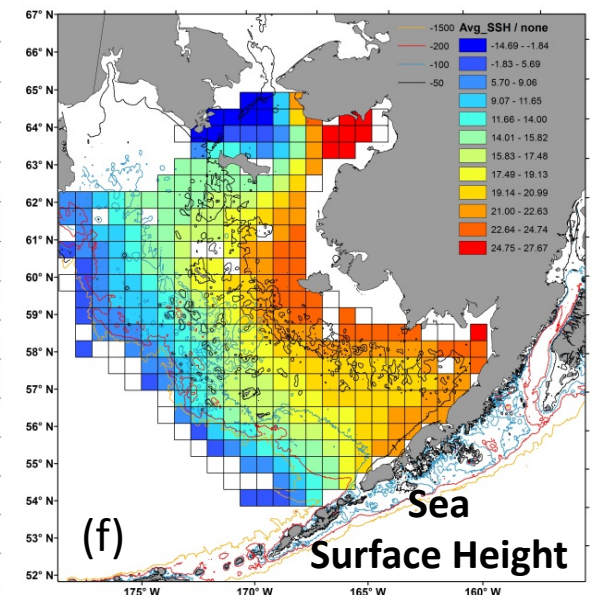 67° N
66° N
65° N
64° N
63° N
62° N
61° N
60° N
59° N
58° N
57° N
56° N
55° N
54° N
53° N
52° N
-1500
-200
-100
-50
Avg_SSH / none
-14.69 - -1.84
-1.83 - 5.69
5.70 - 9.06
9.07 - 11.65
11.66 - 14.00
14.01 - 15.82
15.83 - 17.48
17.49 - 19.13
19.14 - 20.99
21.00 - 22.63
22.64 - 24.74
24.75 - 27.67
(f)
Sea
Surface Height
175° W
170° W
165° W
160° W